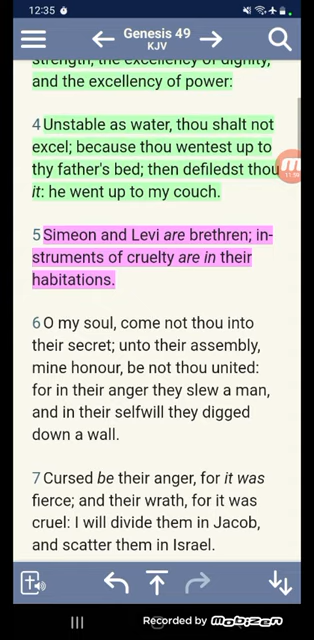 12:35
Genesis 49
KJV
strength, the excellency of dignity,
and the excellency of power:
4 Unstable as water, thou shalt not
excel; because thou wentest up to
thy father's bed; then defiledst thou
it: he went up to my couch.
5 Simeon and Levi are brethren; in-
struments of cruelty are in their
habitations.
6 O my soul, come not thou into
their secret; unto their assembly,
mine honour, be not thou united:
for in their anger they slew a man,
and in their selfwill they digged
down a wall.
7 Cursed be their anger, for it was
fierce; and their wrath, for it was
cruel: I will divide them in Jacob,
and scatter them in Israel.
Recorded by mobizen